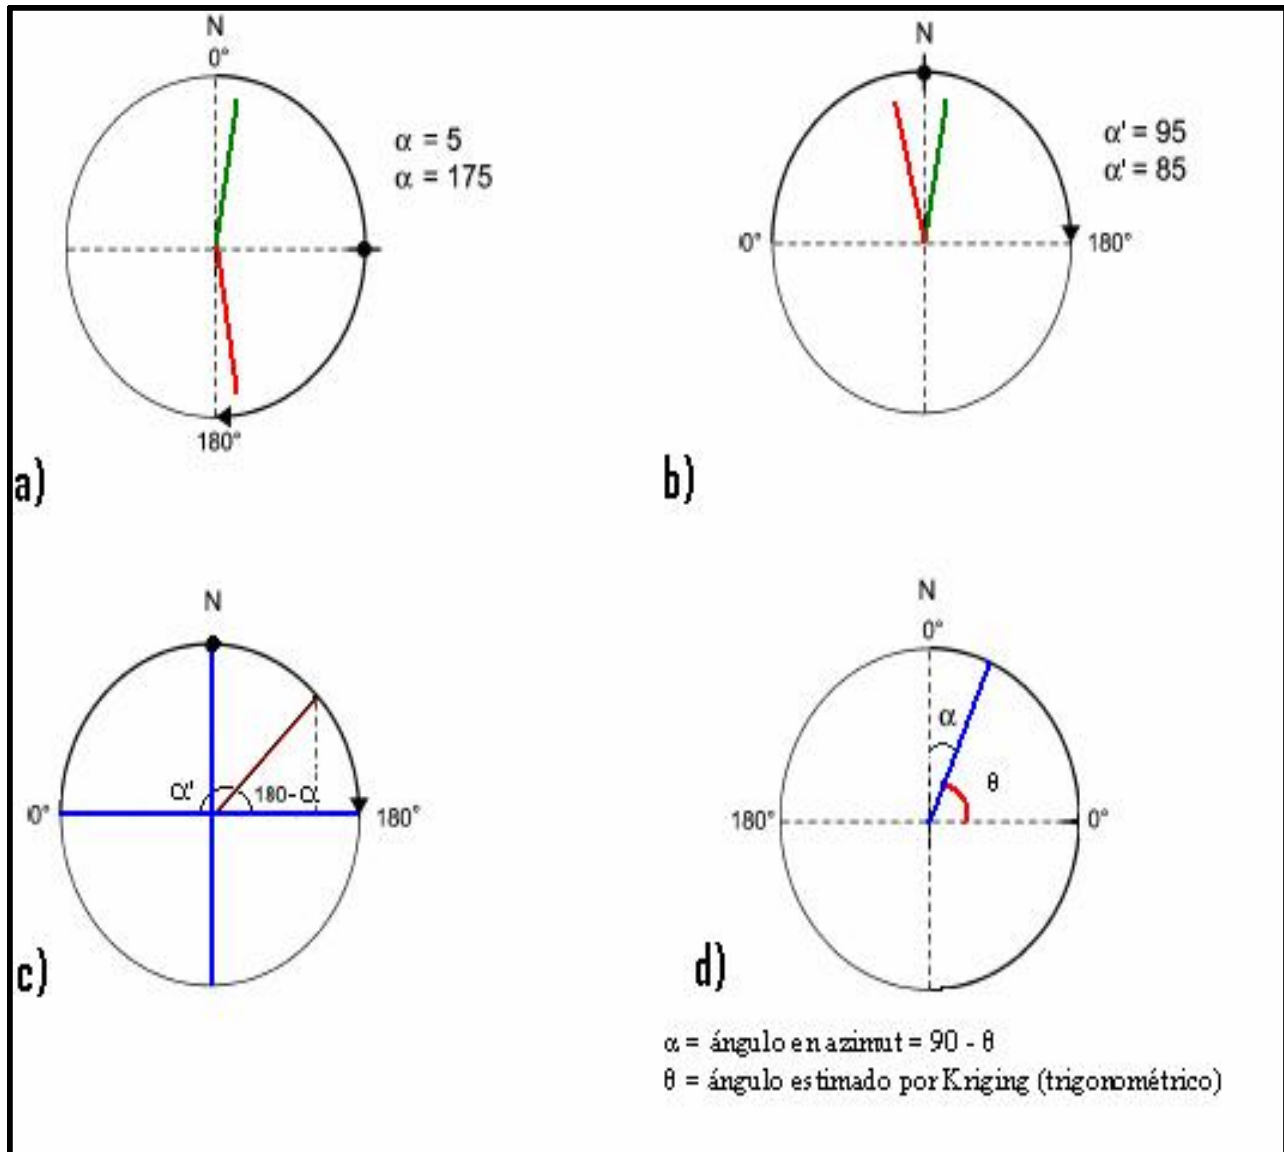 N
0°
α = 5
α = 175
180°
a)
N
α' = 95
α' = 85
0°
180°
b)
N
α'
180-α
0°
180°
c)
N
0°
α
θ
180°
0°
d)
α = ángulo en azimut = 90 - θ
θ = ángulo estimado por Kriging (trigonométrico)